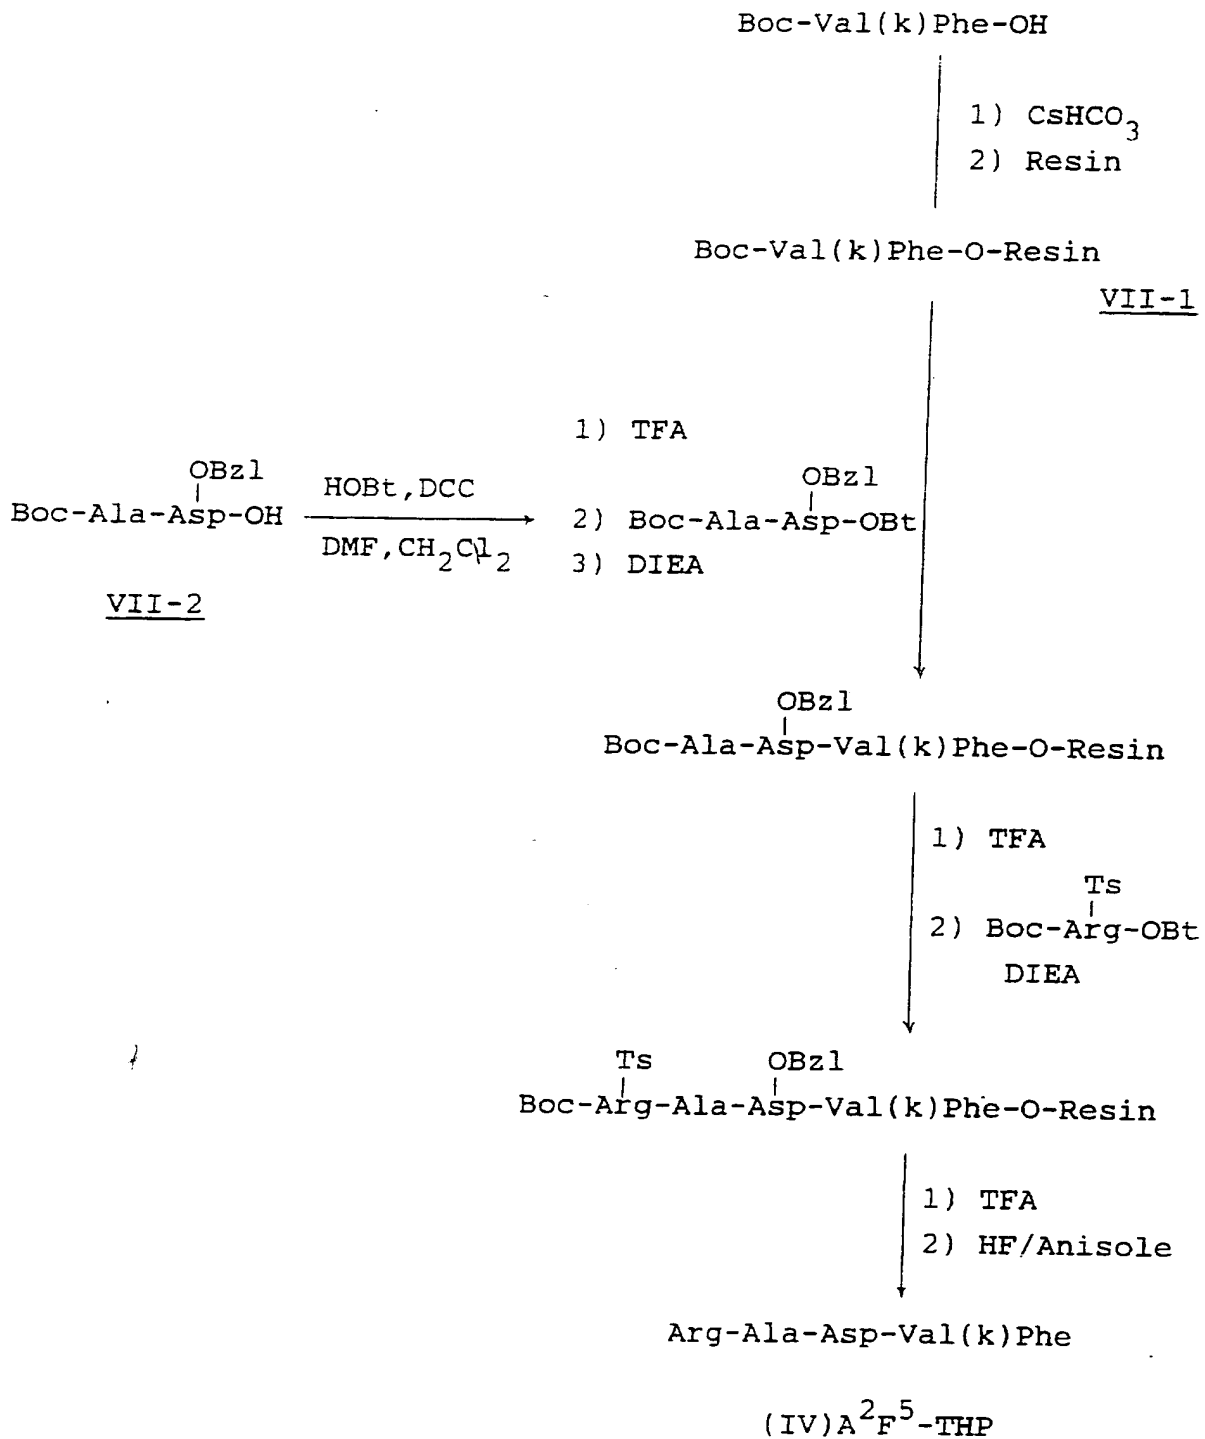 Boc-Val(k)Phe-OH
1) CsHCO3
2) Resin
Boc-Val(k)Phe-O-Resin
VII-1
OBzl
Boc-Ala-Asp-OH
VII-2
HOBt,DCC
DMF,CH2Cl2
1) TFA
OBzl
2) Boc-Ala-Asp-OBt
3) DIEA
OBzl
Boc-Ala-Asp-Val(k)Phe-O-Resin
1) TFA
Ts
2) Boc-Arg-OBt
DIEA
Ts OBzl
Boc-Arg-Ala-Asp-Val(k)Phe-O-Resin
1) TFA
2) HF/Anisole
Arg-Ala-Asp-Val(k)Phe
(IV)A2F5-THP